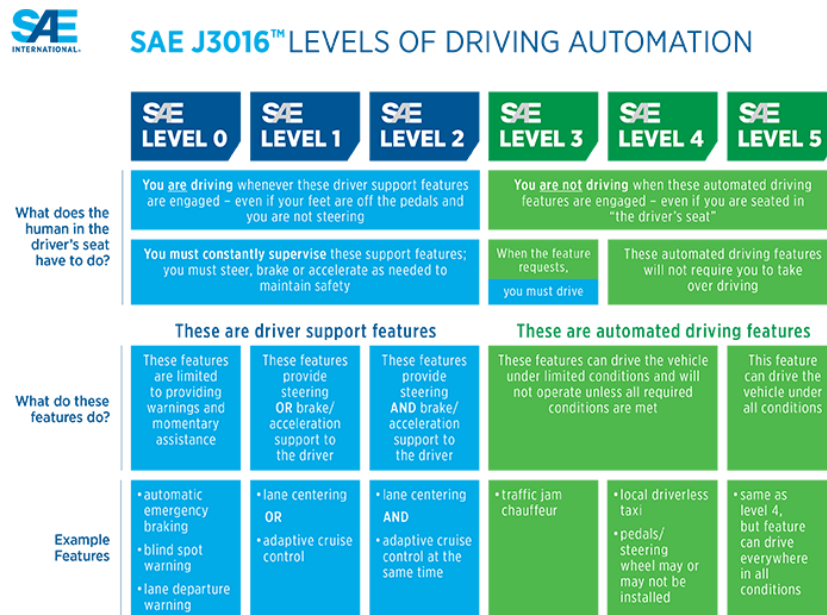 SAE
INTERNATIONAL®
SAE J3016™ LEVELS OF DRIVING AUTOMATION
SAE
LEVEL 0
SAE
LEVEL 1
SAE
LEVEL 2
SAE
LEVEL 3
SAE
LEVEL 4
SAE
LEVEL 5
What does the
human in the
driver's seat
have to do?
You are driving whenever these driver support features
are engaged – even if your feet are off the pedals and
you are not steering
You are not driving when these automated driving
features are engaged – even if you are seated in
"the driver's seat"
You must constantly supervise these support features;
you must steer, brake or accelerate as needed to
maintain safety
When the feature
requests,
you must drive
These automated driving features
will not require you to take
over driving
These are driver support features
These are automated driving features
What do these
features do?
These features
are limited
to providing
warnings and
momentary
assistance
These features
provide
steering
OR brake/
acceleration
support to
the driver
These features
provide
steering
AND brake/
acceleration
support to
the driver
These features can drive the vehicle
under limited conditions and will
not operate unless all required
conditions are met
This feature
can drive the
vehicle under
all conditions
Example
Features
• automatic
emergency
braking
• blind spot
warning
• lane departure
warning
• lane centering
OR
• adaptive cruise
control
• lane centering
AND
• adaptive cruise
control at the
same time
• traffic jam
chauffeur
• local driverless
taxi
• pedals/
steering
wheel may or
may not be
installed
• same as
level 4,
but feature
can drive
everywhere
in all
conditions